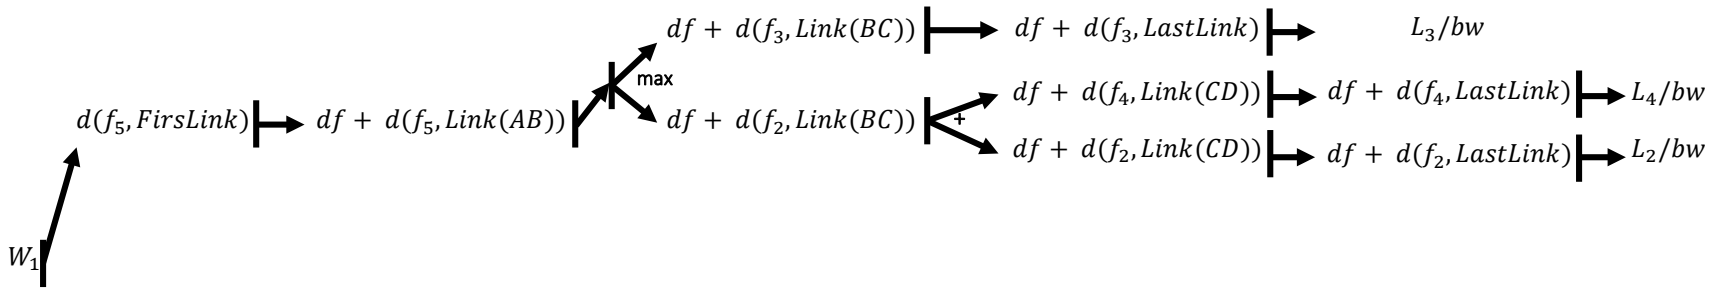 df + d(f₃, Link(BC)) df + d(f₃, LastLink) L₃/bw
max
df + d(f₄, Link(CD)) df + d(f₄, LastLink) L₄/bw
d(f₅, FirsLink) df + d(f₅, Link(AB)) df + d(f₂, Link(BC)) +
df + d(f₂, Link(CD)) df + d(f₂, LastLink) L₂/bw
W₁